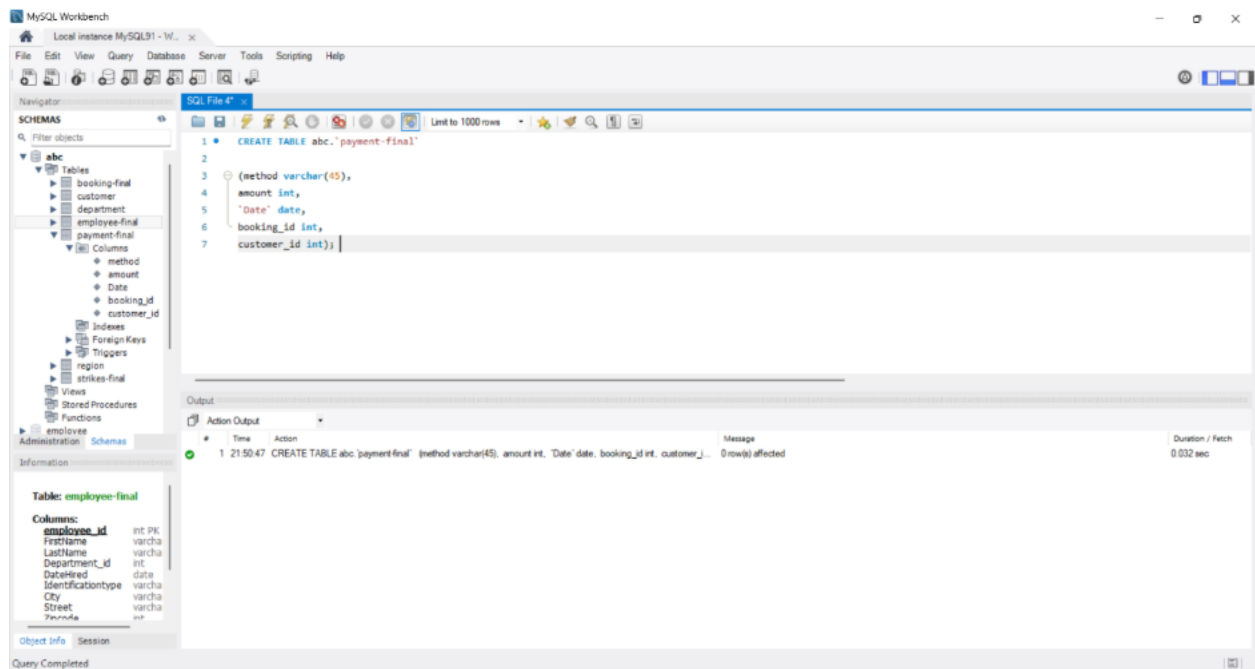 MySQL Workbench
Local instance MySQL91 - W...
File Edit View Query Database Server Tools Scripting Help
Navigator
SCHEMAS
Filter objects
abc
Tables
booking-final
customer
department
employee-final
payment-final
Columns
method
amount
Date
booking_id
customer_id
Indexes
Foreign Keys
Triggers
region
strikes-final
Views
Stored Procedures
Functions
employee
Administration Schemas
Information
Table: employee-final
Columns:
employee_id int PK
FirstName varcha
LastName varcha
Department_id int
DateHired date
Identificationtype varcha
City varcha
Street varcha
Zipcode int
Object Info Session
SQL File 4*
Limit to 1000 rows
1 CREATE TABLE abc.`payment-final`
2
3 (method varchar(45),
4 amount int,
5 `Date` date,
6 booking_id int,
7 customer_id int);
Output
Action Output
# Time Action Message Duration / Fetch
1 21:50:47 CREATE TABLE abc.`payment-final` (method varchar(45), amount int, `Date` date, booking_id int, customer_i... 0 row(s) affected 0.032 sec
Query Completed